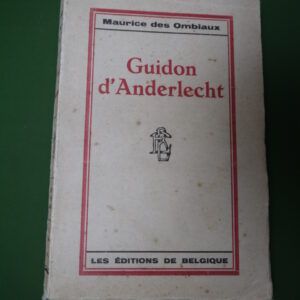 Maurice des Ombiaux
Guidon
d'Anderlecht
LES ÉDITIONS DE BELGIQUE